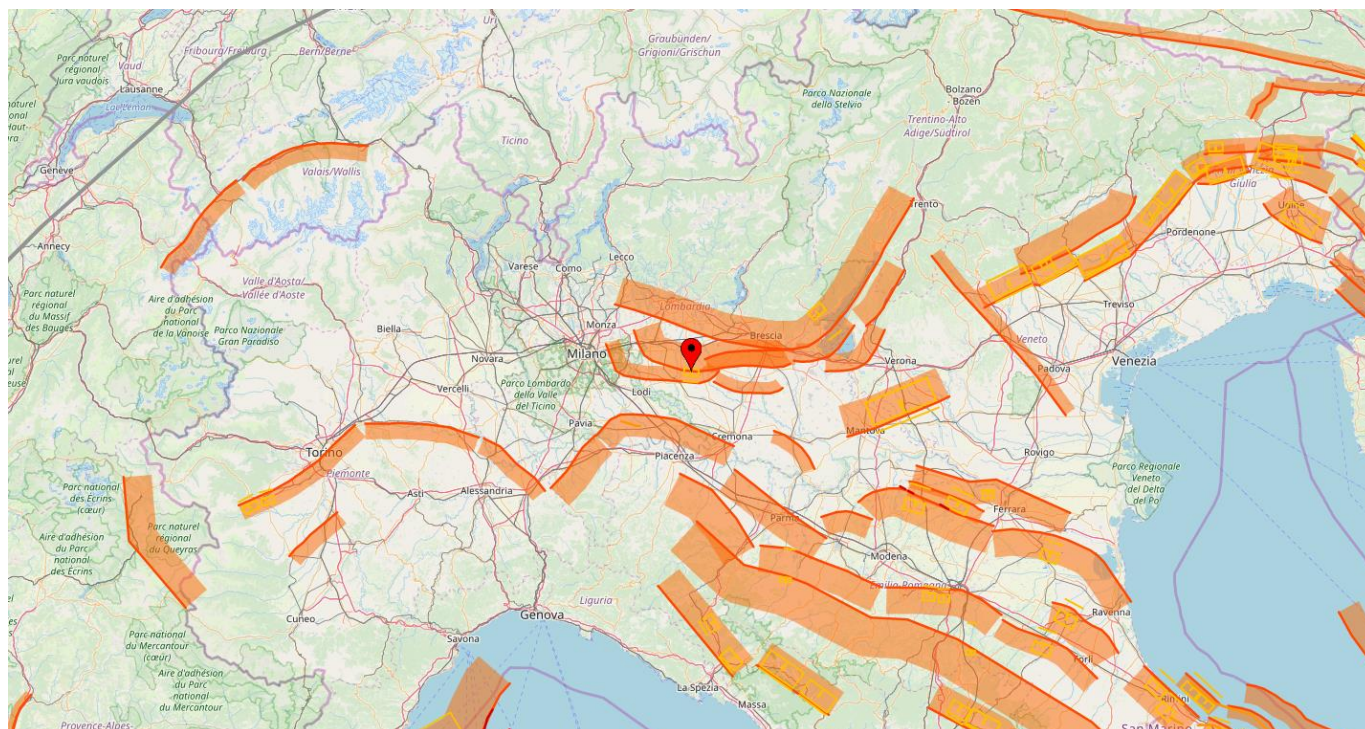 Fribourg/Freiburg
Bern/Berne
Uri
Graubünden/
Grigioni/Grischun
Parc naturel
régional
Jura vaudois
Vaud
Lausanne
Lac Léman
Genève
Ticino
Valais/Wallis
Parco Nazionale
dello Stelvio
Bolzano
Bozen
Trentino-Alto
Adige/Südtirol
Giulia
Annecy
Lecco
Varese
Como
Trento
Pordenone
Parc naturel
régional
du Massif
des Bauges
Aire d'adhésion
du Parc
national
de la Vanoise
Valle d'Aosta/
Vallée d'Aoste
Parco Nazionale
Gran Paradiso
Biella
Lombardia
Monza
Brescia
Treviso
Novara
Milano
Veneto
Venezia
Verona
Padova
Vercelli
Parco Lombardo
della Valle
del Ticino
Lodi
Pavia
Cremona
Mantova
Rovigo
Parco Regionale
Veneto
del Delta
del Po
Torino
Piacenza
Piemonte
Asti
Alessandria
Parc national
des Écrins
(cœur)
Parc naturel
régional
du Queyras
Aire d'adhésion
du Parc
national
des Écrins
Parma
Ferrara
Modena
Emilia-Romagna
Ravenna
Cuneo
Genova
Liguria
Savona
Parc national
du Mercantour
(cœur)
Aire d'adhésion
du Parc
national du
Mercantour
Forlì
La Spezia
Massa
Rimini
San Marino
Provence-Alpes-